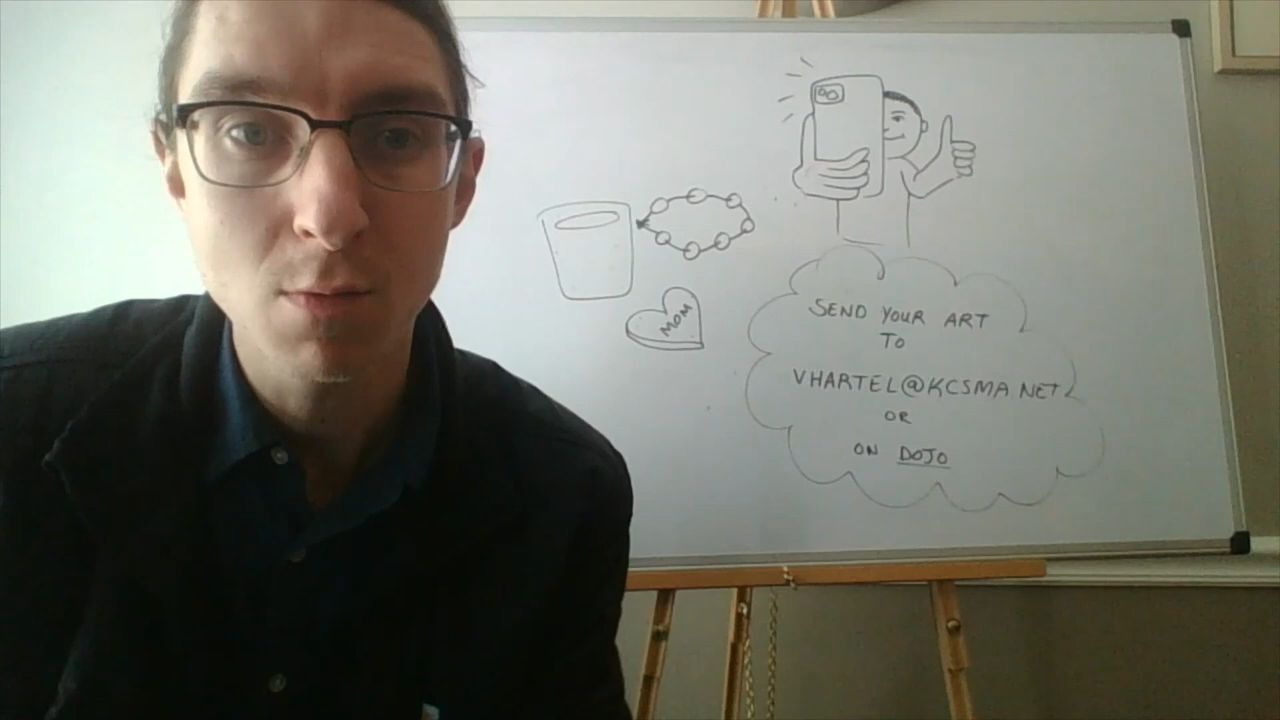 MOM
SEND YOUR ART
TO
VHARTEL@KCSMA.NET
OR
ON DOJO